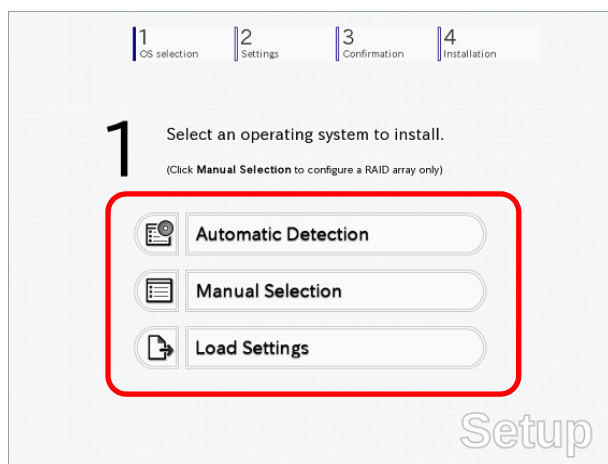 1 2 3 4
OS selection Settings Confirmation Installation
1 Select an operating system to install.
(Click Manual Selection to configure a RAID array only)
Automatic Detection
Manual Selection
Load Settings
Setup